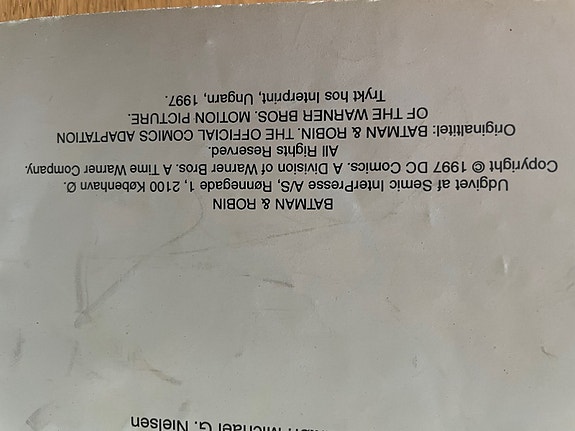 BATMAN & ROBIN
Udgivet af Semic InterPresse A/S, Rønnegade 1, 2100 København Ø.
Copyright © 1997 DC Comics. A Division of Warner Bros. A Time Warner Company.
All Rights Reserved.
Originaltitel: BATMAN & ROBIN. THE OFFICIAL COMICS ADAPTATION
OF THE WARNER BROS. MOTION PICTURE.
Trykt hos Interprint, Ungarn, 1997.
Michael G. Nielsen